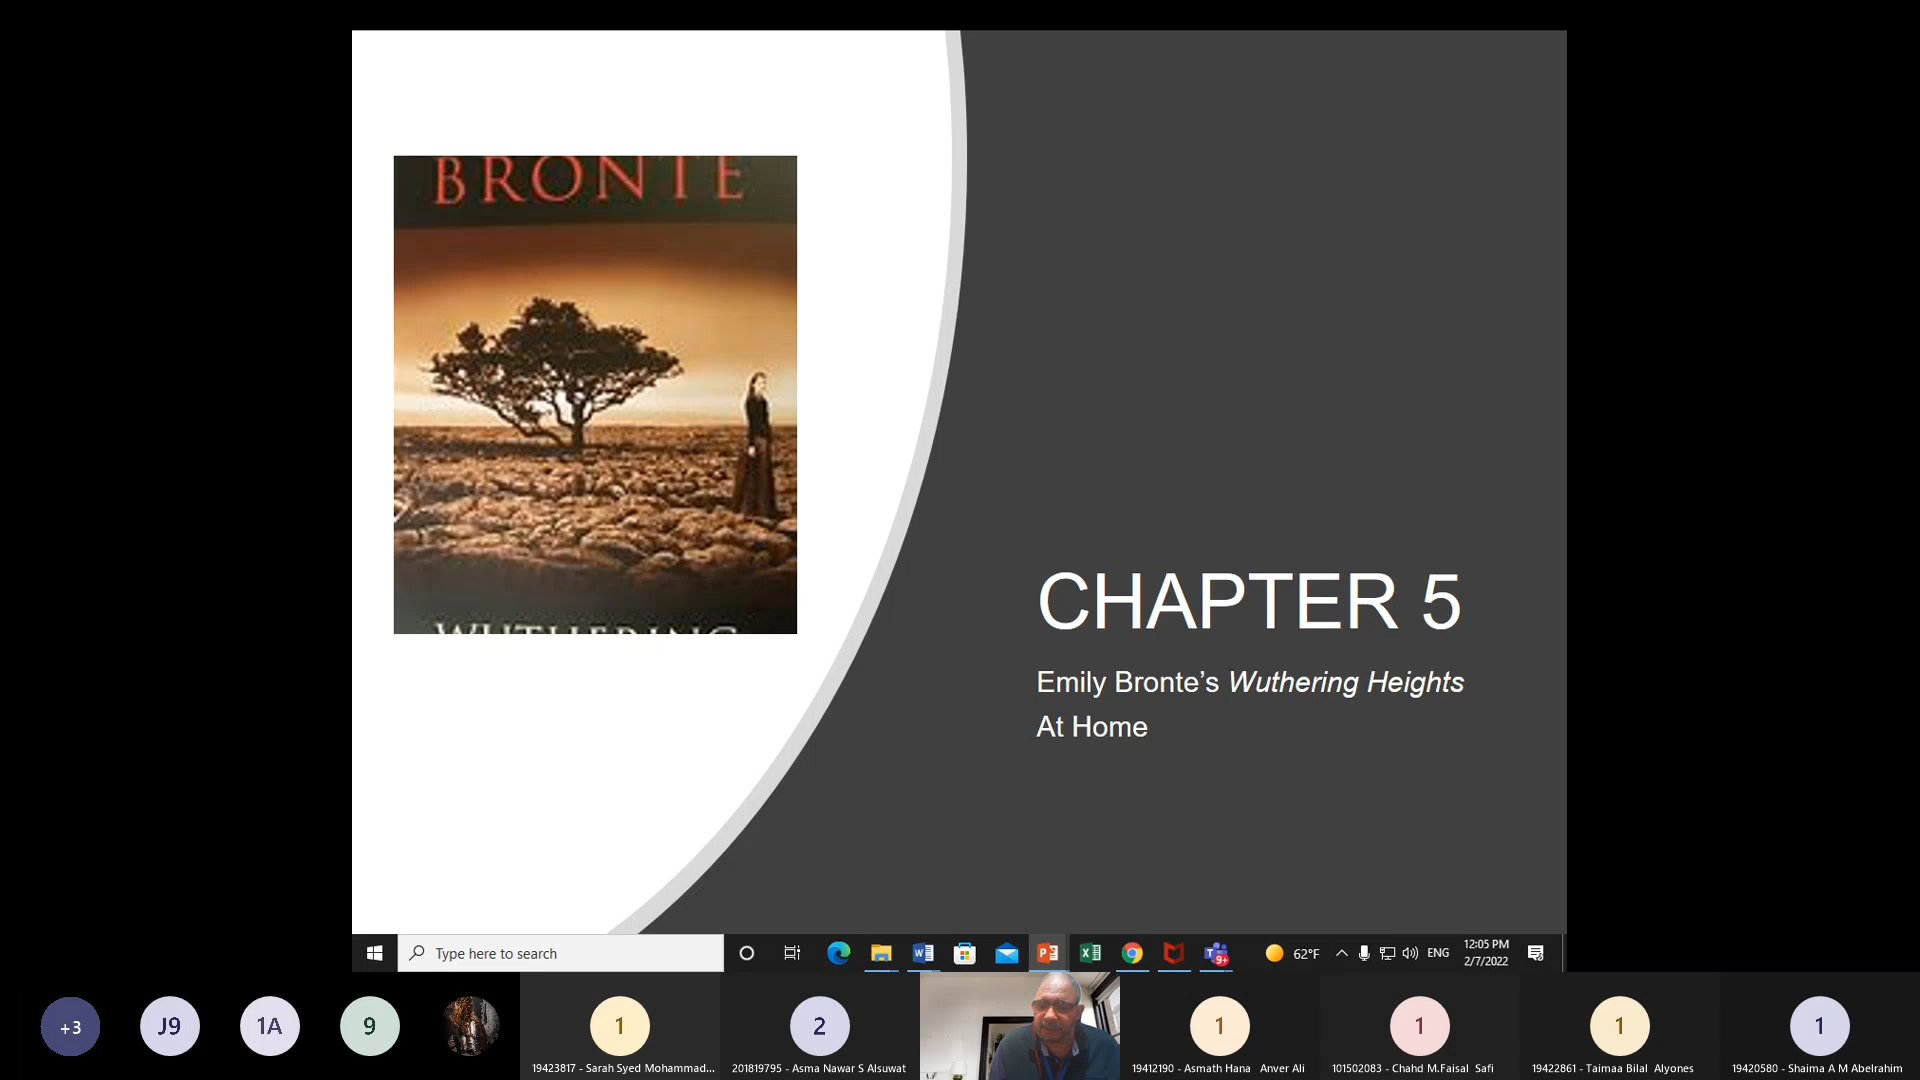 BRONTE
WUTHERING
CHAPTER 5
Emily Bronte’s Wuthering Heights
At Home
Type here to search
9+
62°F
ENG
12:05 PM
2/7/2022
+3
J9
1A
9
1
2
1
1
1
1
19423817 - Sarah Syed Mohammad...
201819795 - Asma Nawar S Alsuwat
19412190 - Asmath Hana Anver Ali
101502083 - Chahd M.Faisal Safi
19422861 - Taimaa Bilal Alyones
19420580 - Shaima A M Abelrahim